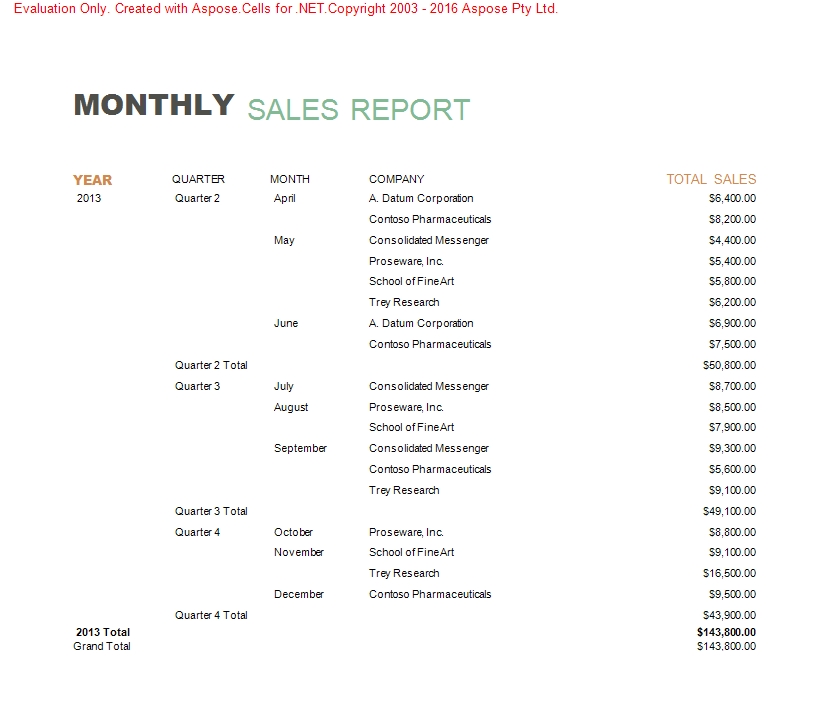 Evaluation Only. Created with Aspose.Cells for .NET.Copyright 2003 - 2016 Aspose Pty Ltd.
MONTHLY SALES REPORT
YEAR QUARTER MONTH COMPANY TOTAL SALES
2013 Quarter 2 April A. Datum Corporation $6,400.00
Contoso Pharmaceuticals $8,200.00
May Consolidated Messenger $4,400.00
Proseware, Inc. $5,400.00
School of Fine Art $5,800.00
Trey Research $6,200.00
June A. Datum Corporation $6,900.00
Contoso Pharmaceuticals $7,500.00
Quarter 2 Total $50,800.00
Quarter 3 July Consolidated Messenger $8,700.00
August Proseware, Inc. $8,500.00
School of Fine Art $7,900.00
September Consolidated Messenger $9,300.00
Contoso Pharmaceuticals $5,600.00
Trey Research $9,100.00
Quarter 3 Total $49,100.00
Quarter 4 October Proseware, Inc. $8,800.00
November School of Fine Art $9,100.00
Trey Research $16,500.00
December Contoso Pharmaceuticals $9,500.00
Quarter 4 Total $43,900.00
2013 Total $143,800.00
Grand Total $143,800.00